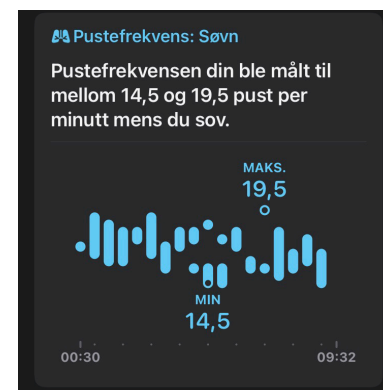 Pustefrekvens: Søvn
Pustefrekvensen din ble målt til
mellom 14,5 og 19,5 pust per
minutt mens du sov.
MAKS.
19,5
MIN
14,5
00:30
09:32